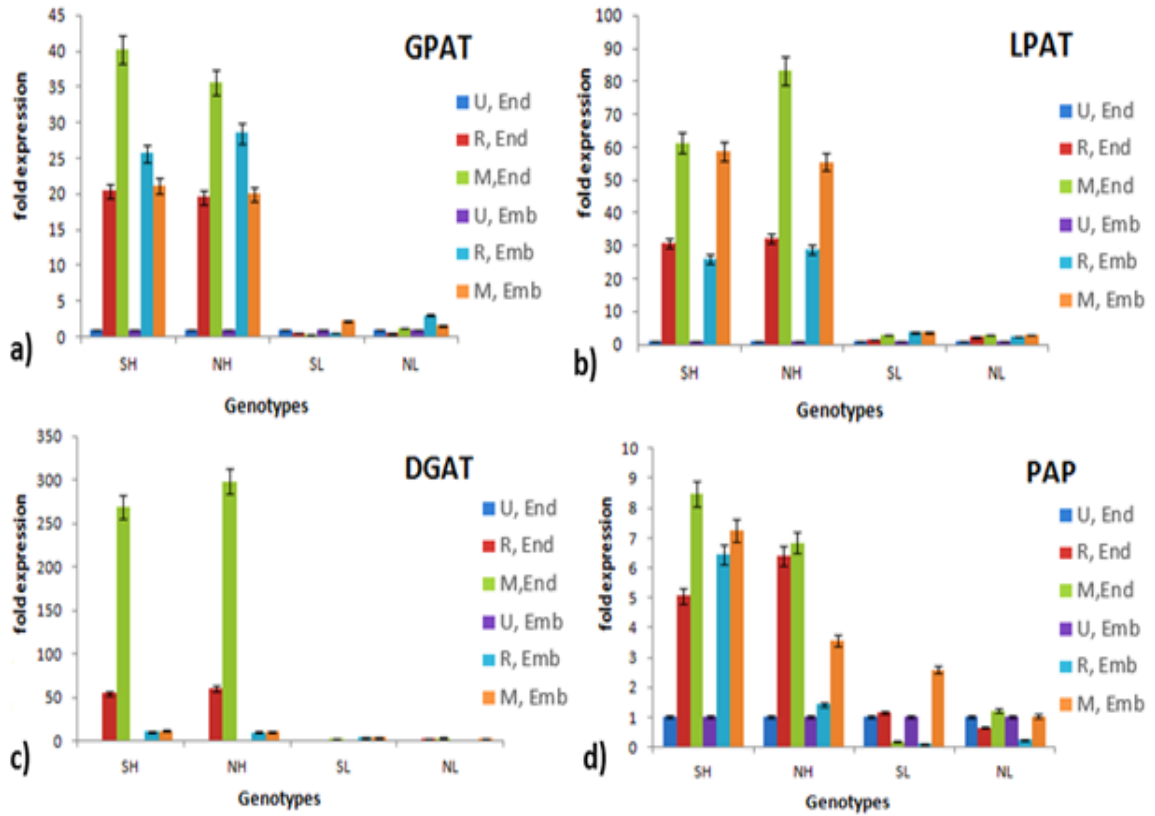 GPAT
fold expression
45
40
35
30
25
20
15
10
5
0
SH NH SL NL
Genotypes
U, End
R, End
M,End
U, Emb
R, Emb
M, Emb
a)
LPAT
fold expression
100
90
80
70
60
50
40
30
20
10
0
SH NH SL NL
Genotypes
U, End
R, End
M,End
U, Emb
R, Emb
M, Emb
b)
DGAT
fold expression
350
300
250
200
150
100
50
0
SH NH SL NL
Genotypes
U, End
R, End
M,End
U, Emb
R, Emb
M, Emb
c)
PAP
fold expression
10
9
8
7
6
5
4
3
2
1
0
SH NH SL NL
Genotypes
U, End
R, End
M,End
U, Emb
R, Emb
M, Emb
d)